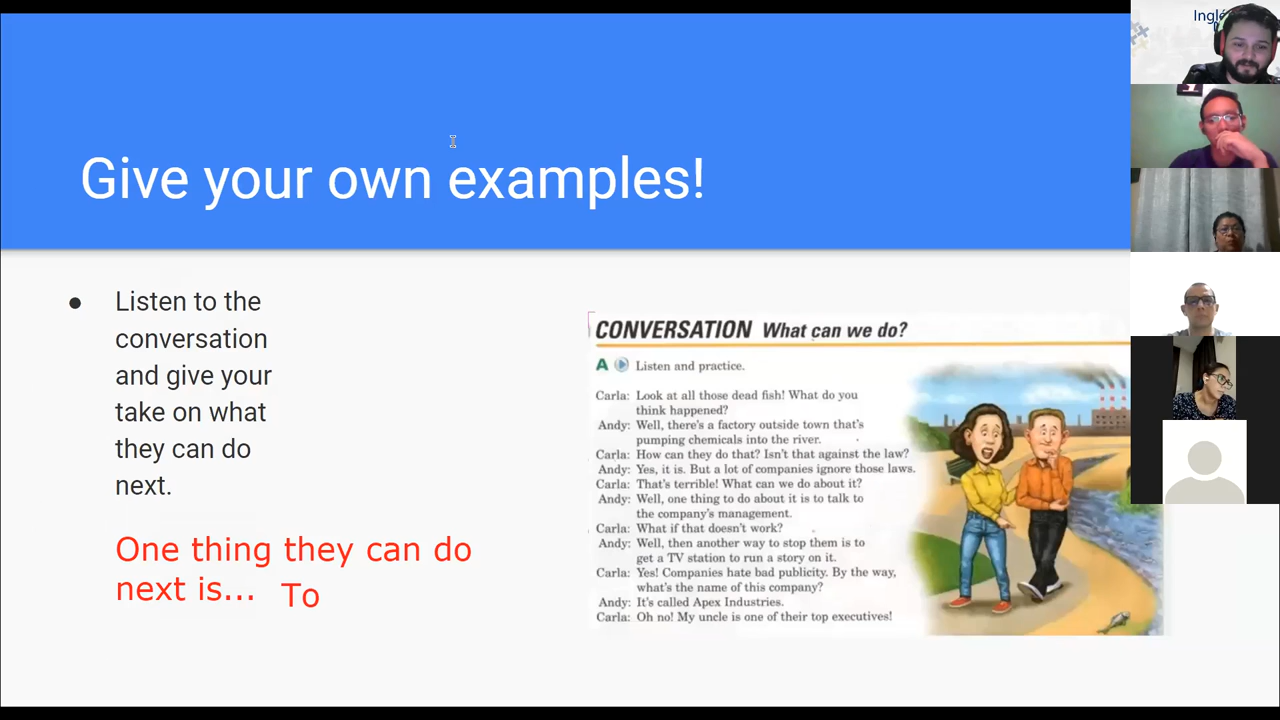 Give your own examples!
● Listen to the
conversation
and give your
take on what
they can do
next.
One thing they can do
next is... To
CONVERSATION What can we do?
A Listen and practice.
Carla: Look at all those dead fish! What do you
think happened?
Andy: Well, there's a factory outside town that's
pumping chemicals into the river.
Carla: How can they do that? Isn't that against the law?
Andy: Yes, it is. But a lot of companies ignore those laws.
Carla: That's terrible! What can we do about it?
Andy: Well, one thing to do about it is to talk to
the company's management.
Carla: What if that doesn't work?
Andy: Well, then another way to stop them is to
get a TV station to run a story on it.
Carla: Yes! Companies hate bad publicity. By the way,
what's the name of this company?
Andy: It's called Apex Industries.
Carla: Oh no! My uncle is one of their top executives!